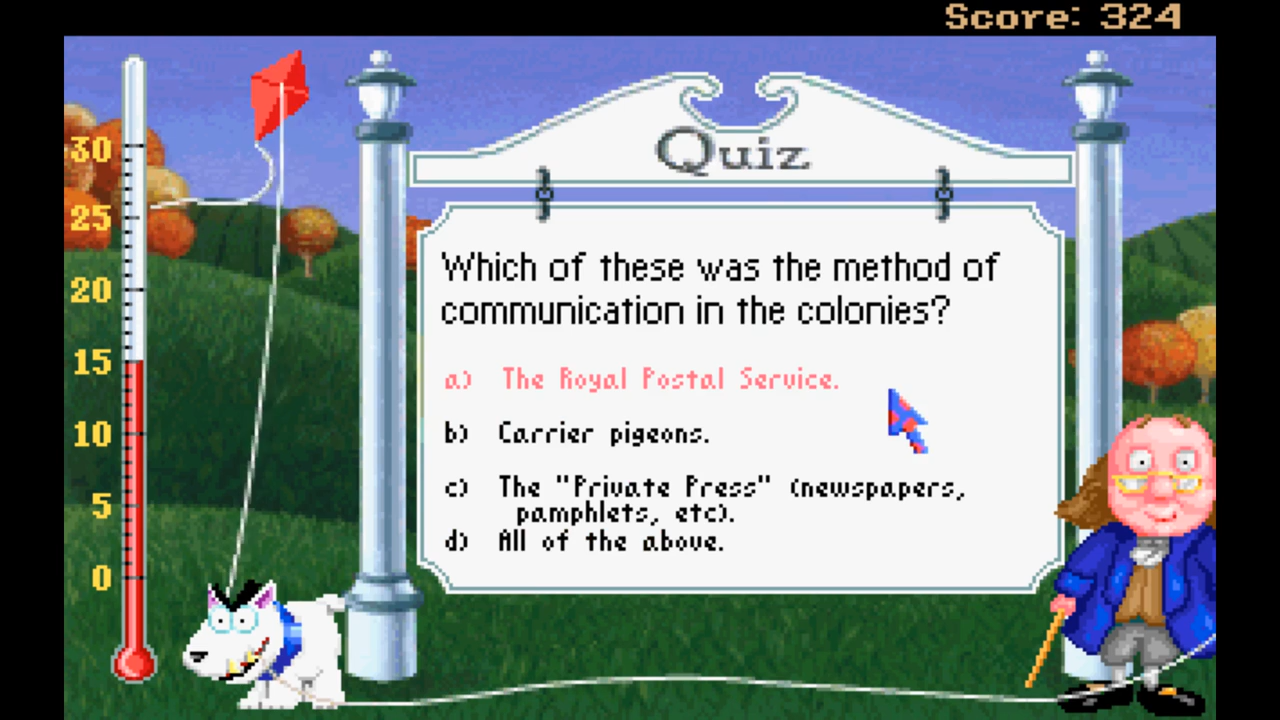 Score: 324
Quiz
30
25
20
15
10
5
0
Which of these was the method of
communication in the colonies?
a) The Royal Postal Service.
b) Carrier pigeons.
c) The "Private Press" (newspapers,
pamphlets, etc).
d) All of the above.